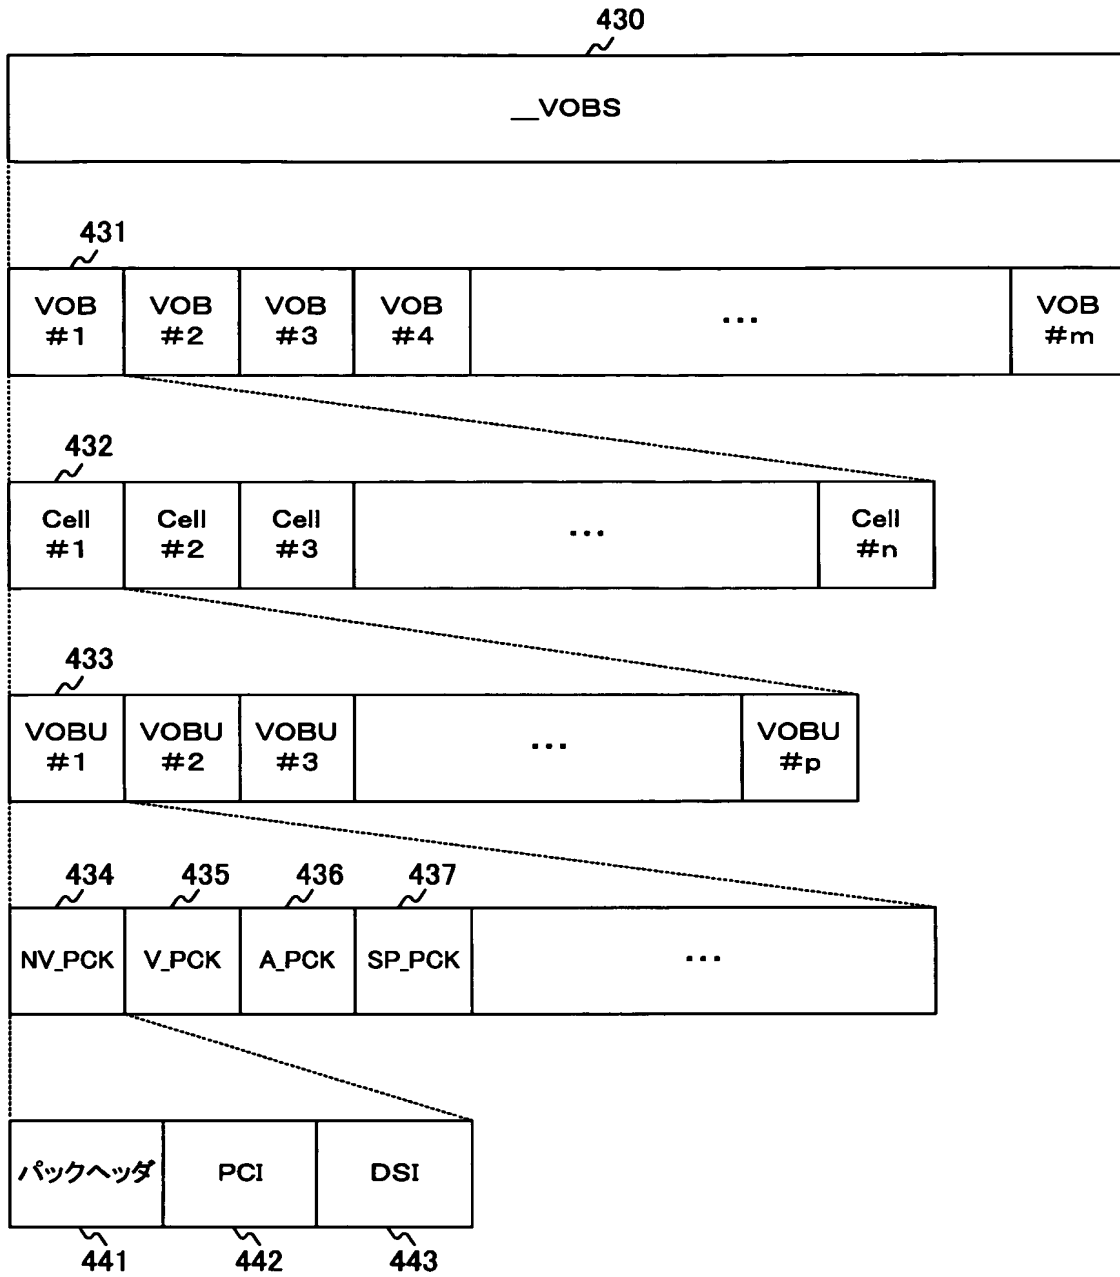 430
__VOBS
431
VOB #1
VOB #2
VOB #3
VOB #4
...
VOB #m
432
Cell #1
Cell #2
Cell #3
...
Cell #n
433
VOBU #1
VOBU #2
VOBU #3
...
VOBU #p
434 435 436 437
NV_PCK V_PCK A_PCK SP_PCK ...
パックヘッダ PCI DSI
441 442 443